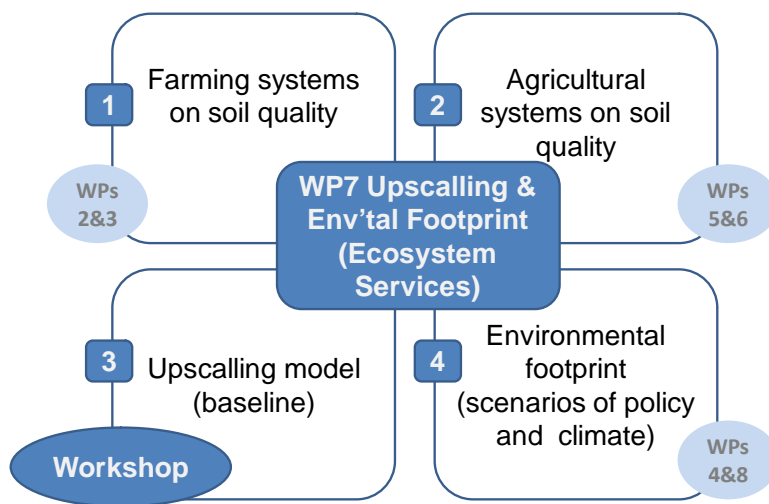 1
Farming systems
on soil quality
WPs
2&3
2
Agricultural
systems on soil
quality
WPs
5&6
WP7 Upscalling &
Env’tal Footprint
(Ecosystem
Services)
3
Upscalling model
(baseline)
Workshop
4
Environmental
footprint
(scenarios of policy
and climate)
WPs
4&8